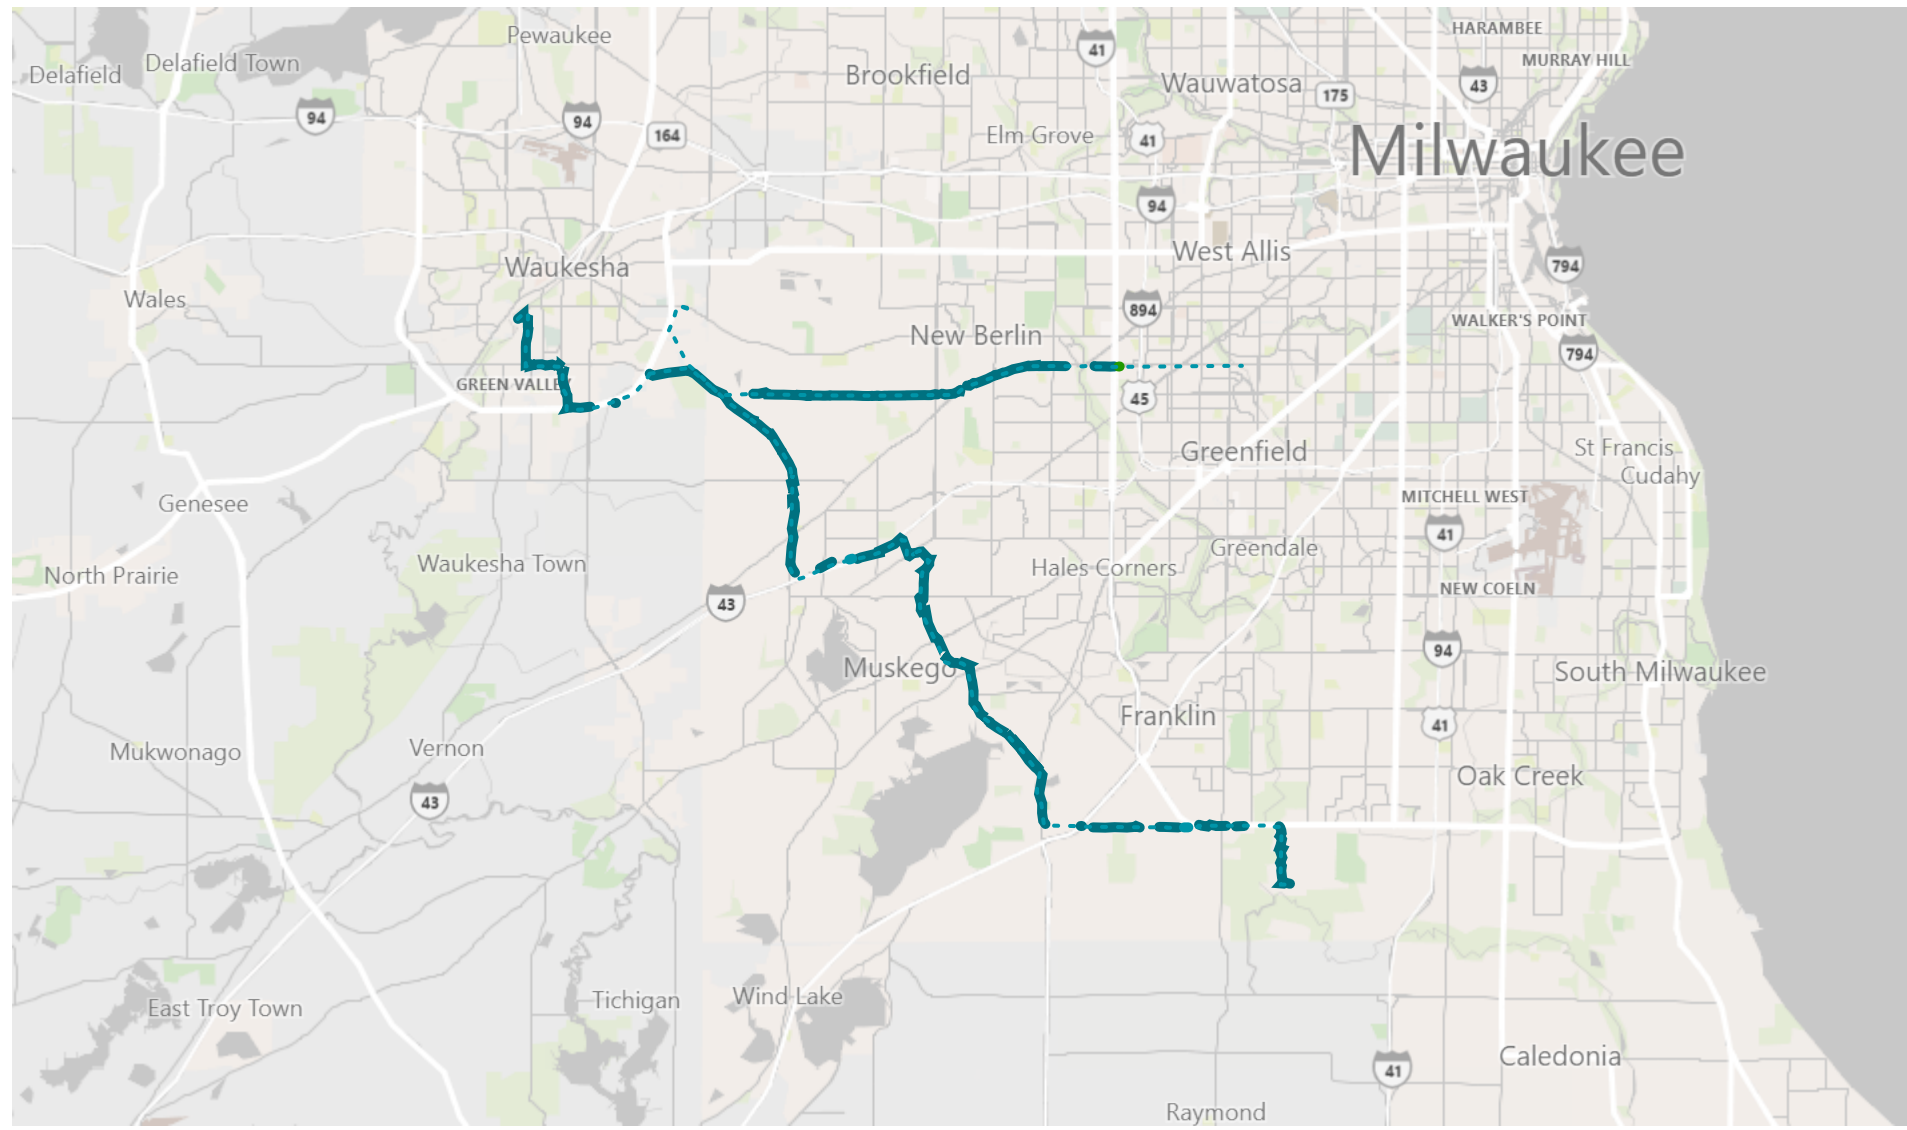 Pewaukee
HARAMBEE
41
MURRAY HILL
Delafield
Delafield Town
Brookfield
Wauwatosa
43
175
94
94
164
Elm Grove
41
Milwaukee
94
West Allis
Waukesha
794
Wales
894
WALKER'S POINT
New Berlin
794
GREEN VALLEY
45
Greenfield
St Francis
Cudahy
Genesee
MITCHELL WEST
41
Greendale
Waukesha Town
North Prairie
Hales Corners
NEW COELN
43
94
Muskego
South Milwaukee
Franklin
41
Mukwonago
Vernon
Oak Creek
43
East Troy Town
Tichigan
Wind Lake
Caledonia
41
Raymond